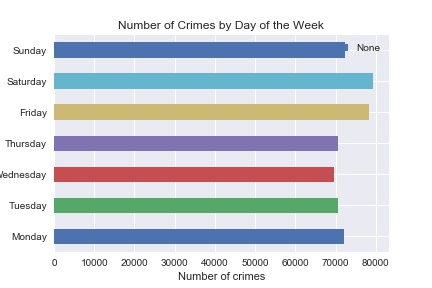 Number of Crimes by Day of the Week
None
Sunday
Saturday
Friday
Thursday
Wednesday
Tuesday
Monday
0 10000 20000 30000 40000 50000 60000 70000 80000
Number of crimes